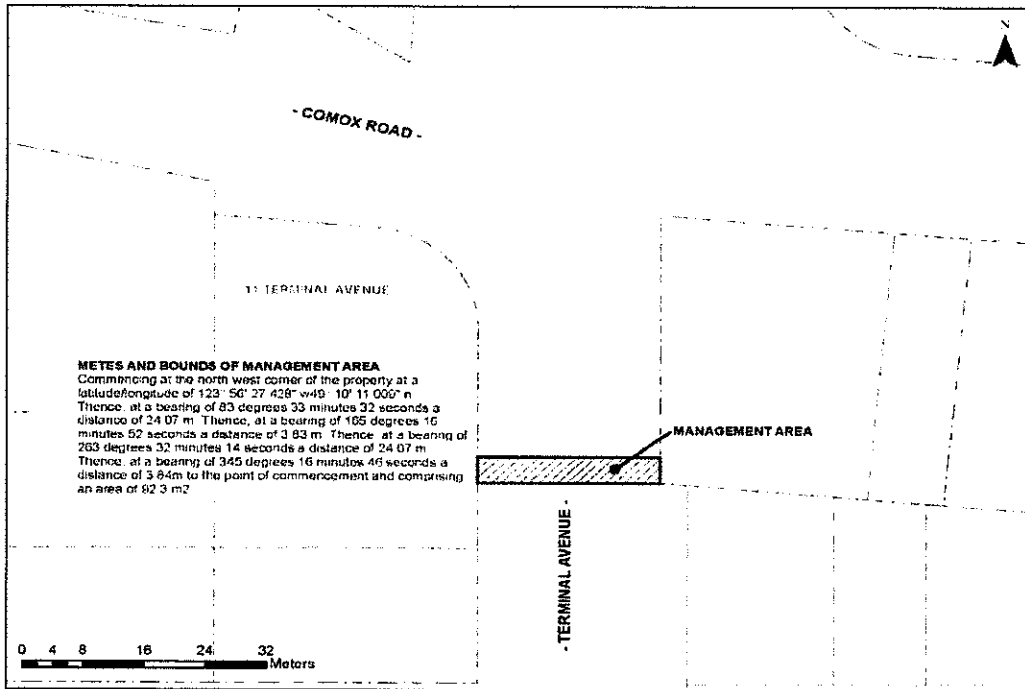 N
- COMOX ROAD -
11 TERMINAL AVENUE
METES AND BOUNDS OF MANAGEMENT AREA
Commencing at the north west corner of the property at a
latitude/longitude of 123° 56' 27.428" w49° 10' 11.009" n
Thence, at a bearing of 83 degrees 33 minutes 32 seconds a
distance of 24.07 m Thence, at a bearing of 165 degrees 16
minutes 52 seconds a distance of 3.83 m Thence at a bearing of
263 degrees 32 minutes 14 seconds a distance of 24.07 m
Thence, at a bearing of 345 degrees 16 minutes 46 seconds a
distance of 3.84m to the point of commencement and comprising
an area of 92.3 m2
MANAGEMENT AREA
- TERMINAL AVENUE -
0 4 8 16 24 32
Meters